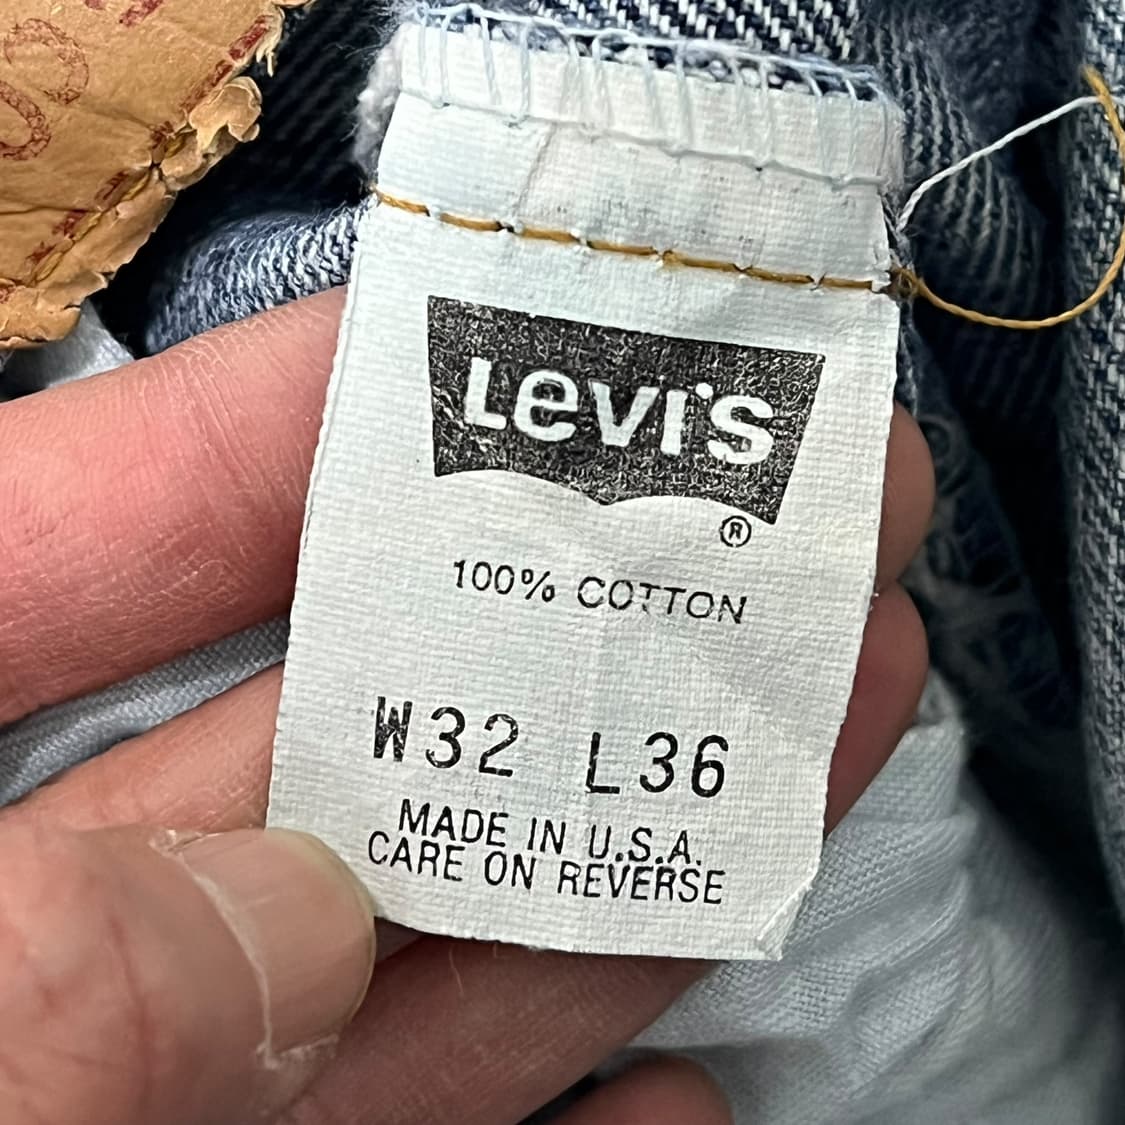 Levi's
®
100% COTTON
W32 L36
MADE IN U.S.A.
CARE ON REVERSE